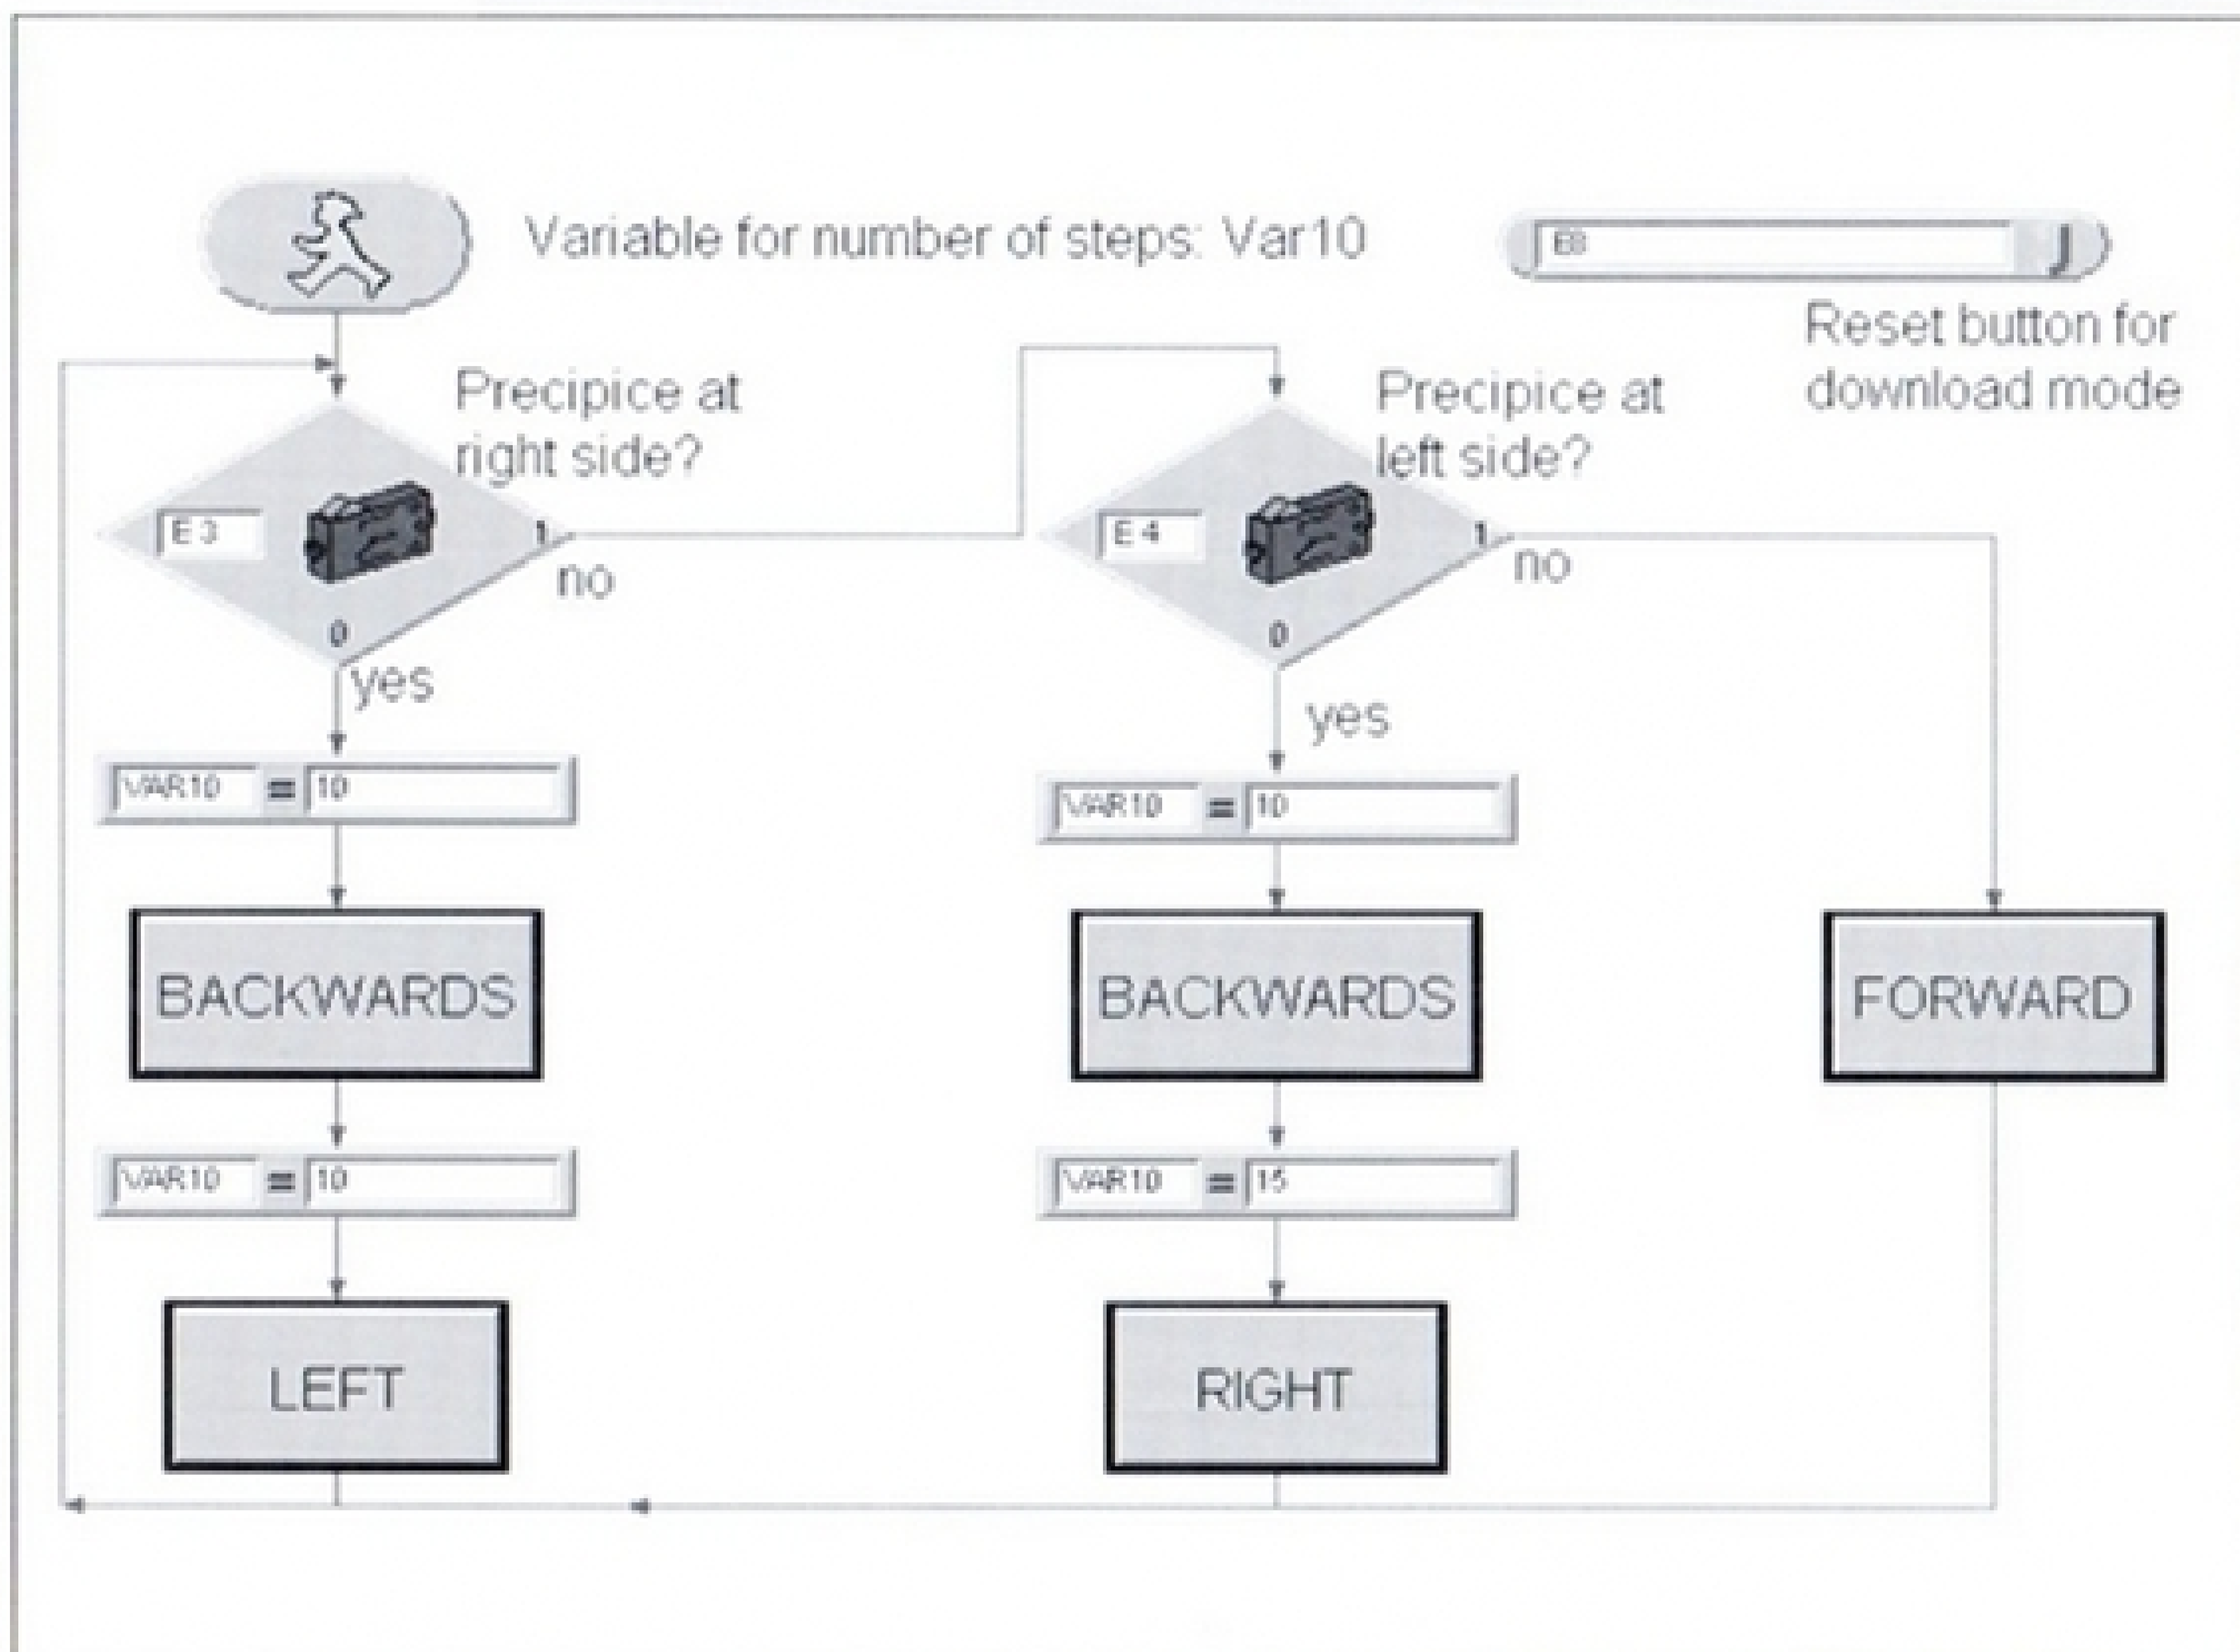 Variable for number of steps: Var10
E8
Reset button for
download mode
Precipice at
right side?
E 3
1
no
0
yes
Precipice at
left side?
E 4
1
no
0
yes
VAR10 = 10
VAR10 = 10
BACKWARDS
BACKWARDS
FORWARD
VAR10 = 10
VAR10 = 15
LEFT
RIGHT